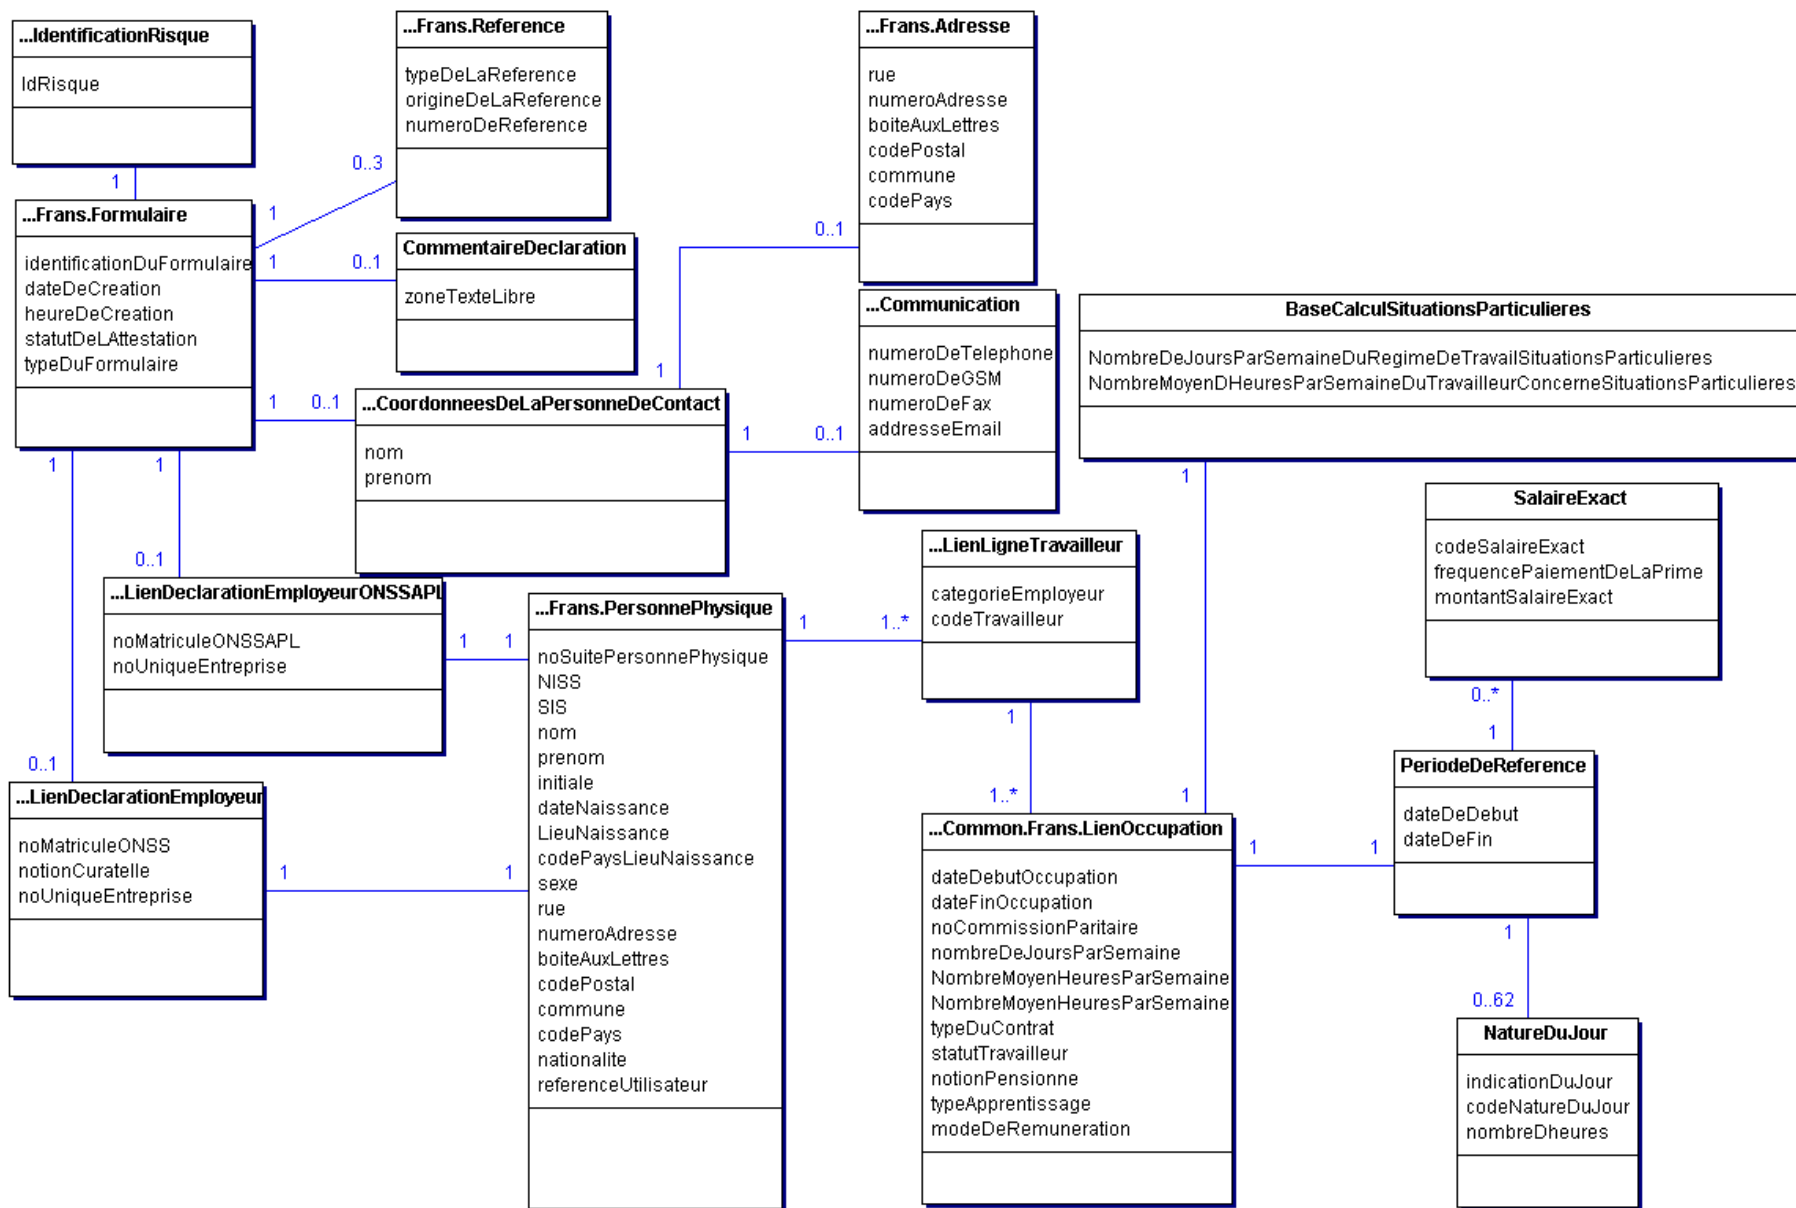 ...IdentificationRisque
IdRisque
...Frans.Reference
typeDeLaReference
origineDeLaReference
numeroDeReference
...Frans.Adresse
rue
numeroAdresse
boiteAuxLettres
codePostal
commune
codePays
0..3
1
1
...Frans.Formulaire
identificationDuFormulaire
dateDeCreation
heureDeCreation
statutDeLAttestation
typeDuFormulaire
1
0..1
CommentaireDeclaration
zoneTexteLibre
0..1
1
...Communication
numeroDeTelephone
numeroDeGSM
numeroDeFax
addresseEmail
BaseCalculSituationsParticulieres
NombreDeJoursParSemaineDuRegimeDeTravailSituationsParticulieres
NombreMoyenDHeuresParSemaineDuTravailleurConcerneSituationsParticulieres
1
0..1
...CoordonneesDeLaPersonneDeContact
nom
prenom
1
0..1
1
1
1
SalaireExact
codeSalaireExact
frequencePaiementDeLaPrime
montantSalaireExact
0..1
...LienDeclarationEmployeurONSSAPL
noMatriculeONSSAPL
noUniqueEntreprise
1
1
...Frans.PersonnePhysique
noSuitePersonnePhysique
NISS
SIS
nom
prenom
initiale
dateNaissance
LieuNaissance
codePaysLieuNaissance
sexe
rue
numeroAdresse
boiteAuxLettres
codePostal
commune
codePays
nationalite
referenceUtilisateur
1
1..*
...LienLigneTravailleur
categorieEmployeur
codeTravailleur
1
0..*
1
0..1
...LienDeclarationEmployeur
noMatriculeONSS
notionCuratelle
noUniqueEntreprise
1
1
1..*
1
...Common.Frans.LienOccupation
dateDebutOccupation
dateFinOccupation
noCommissionParitaire
nombreDeJoursParSemaine
NombreMoyenHeuresParSemaine
NombreMoyenHeuresParSemaine
typeDuContrat
statutTravailleur
notionPensionne
typeApprentissage
modeDeRemuneration
1
1
PeriodeDeReference
dateDeDebut
dateDeFin
1
0..62
NatureDuJour
indicationDuJour
codeNatureDuJour
nombreDheures